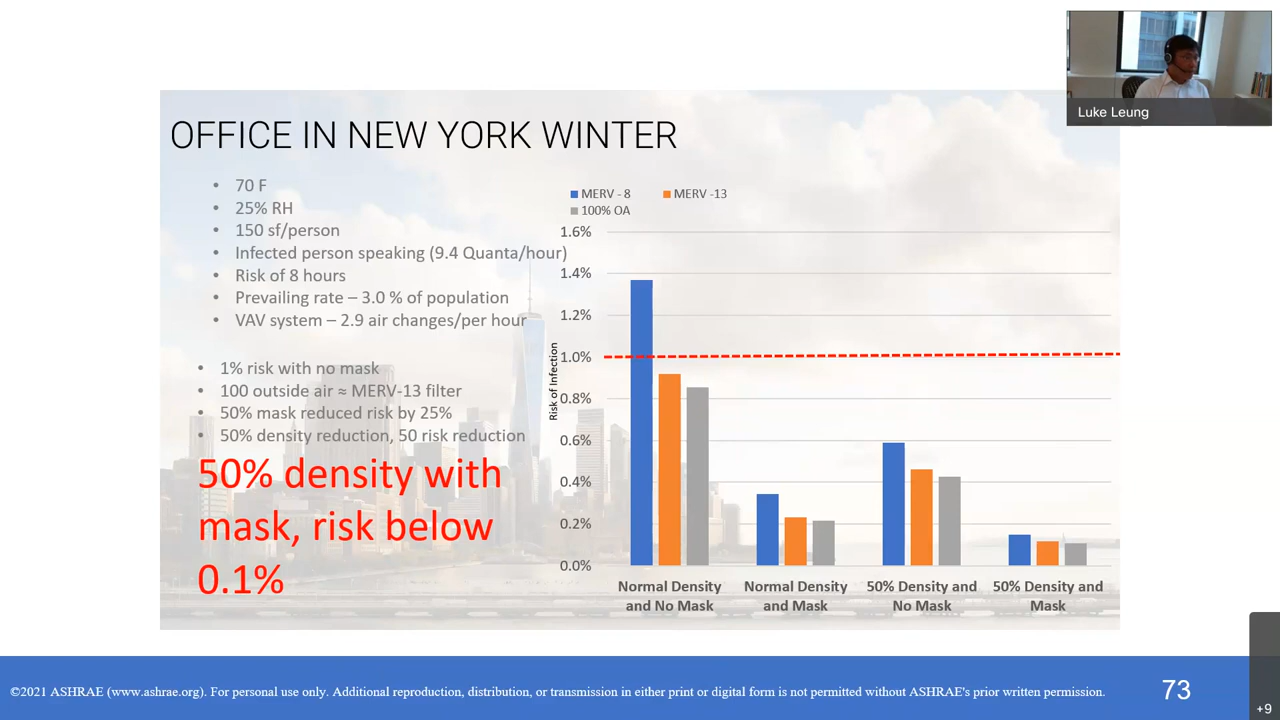 Luke Leung
OFFICE IN NEW YORK WINTER
• 70 F
• 25% RH
• 150 sf/person
• Infected person speaking (9.4 Quanta/hour)
• Risk of 8 hours
• Prevailing rate – 3.0 % of population
• VAV system – 2.9 air changes/per hour
• 1% risk with no mask
• 100 outside air ≈ MERV-13 filter
• 50% mask reduced risk by 25%
• 50% density reduction, 50 risk reduction
50% density with
mask, risk below
0.1%
MERV - 8 MERV -13
100% OA
Risk of Infection
1.6%
1.4%
1.2%
1.0%
0.8%
0.6%
0.4%
0.2%
0.0%
Normal Density and No Mask
Normal Density and Mask
50% Density and No Mask
50% Density and Mask
©2021 ASHRAE (www.ashrae.org). For personal use only. Additional reproduction, distribution, or transmission in either print or digital form is not permitted without ASHRAE's prior written permission.
73
+9